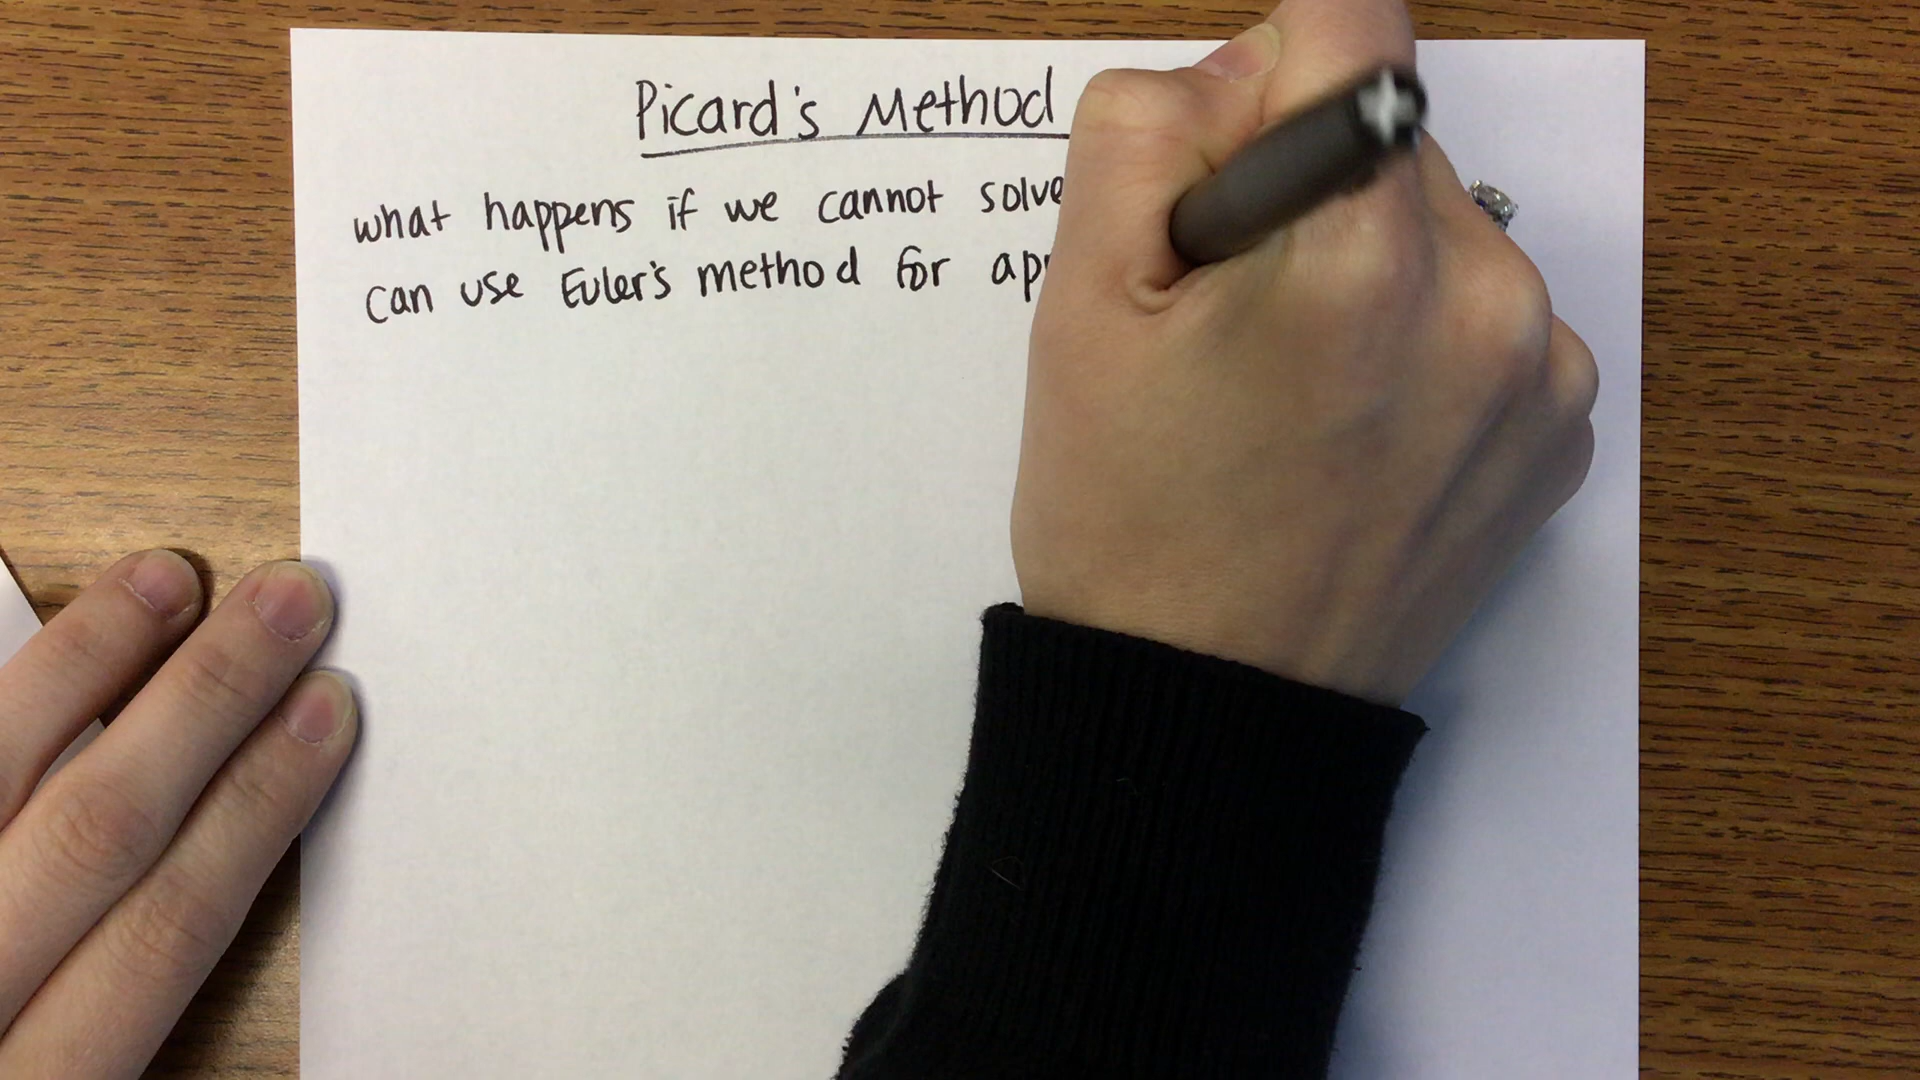 Picard's Method
what happens if we cannot solve
can use Euler's method for